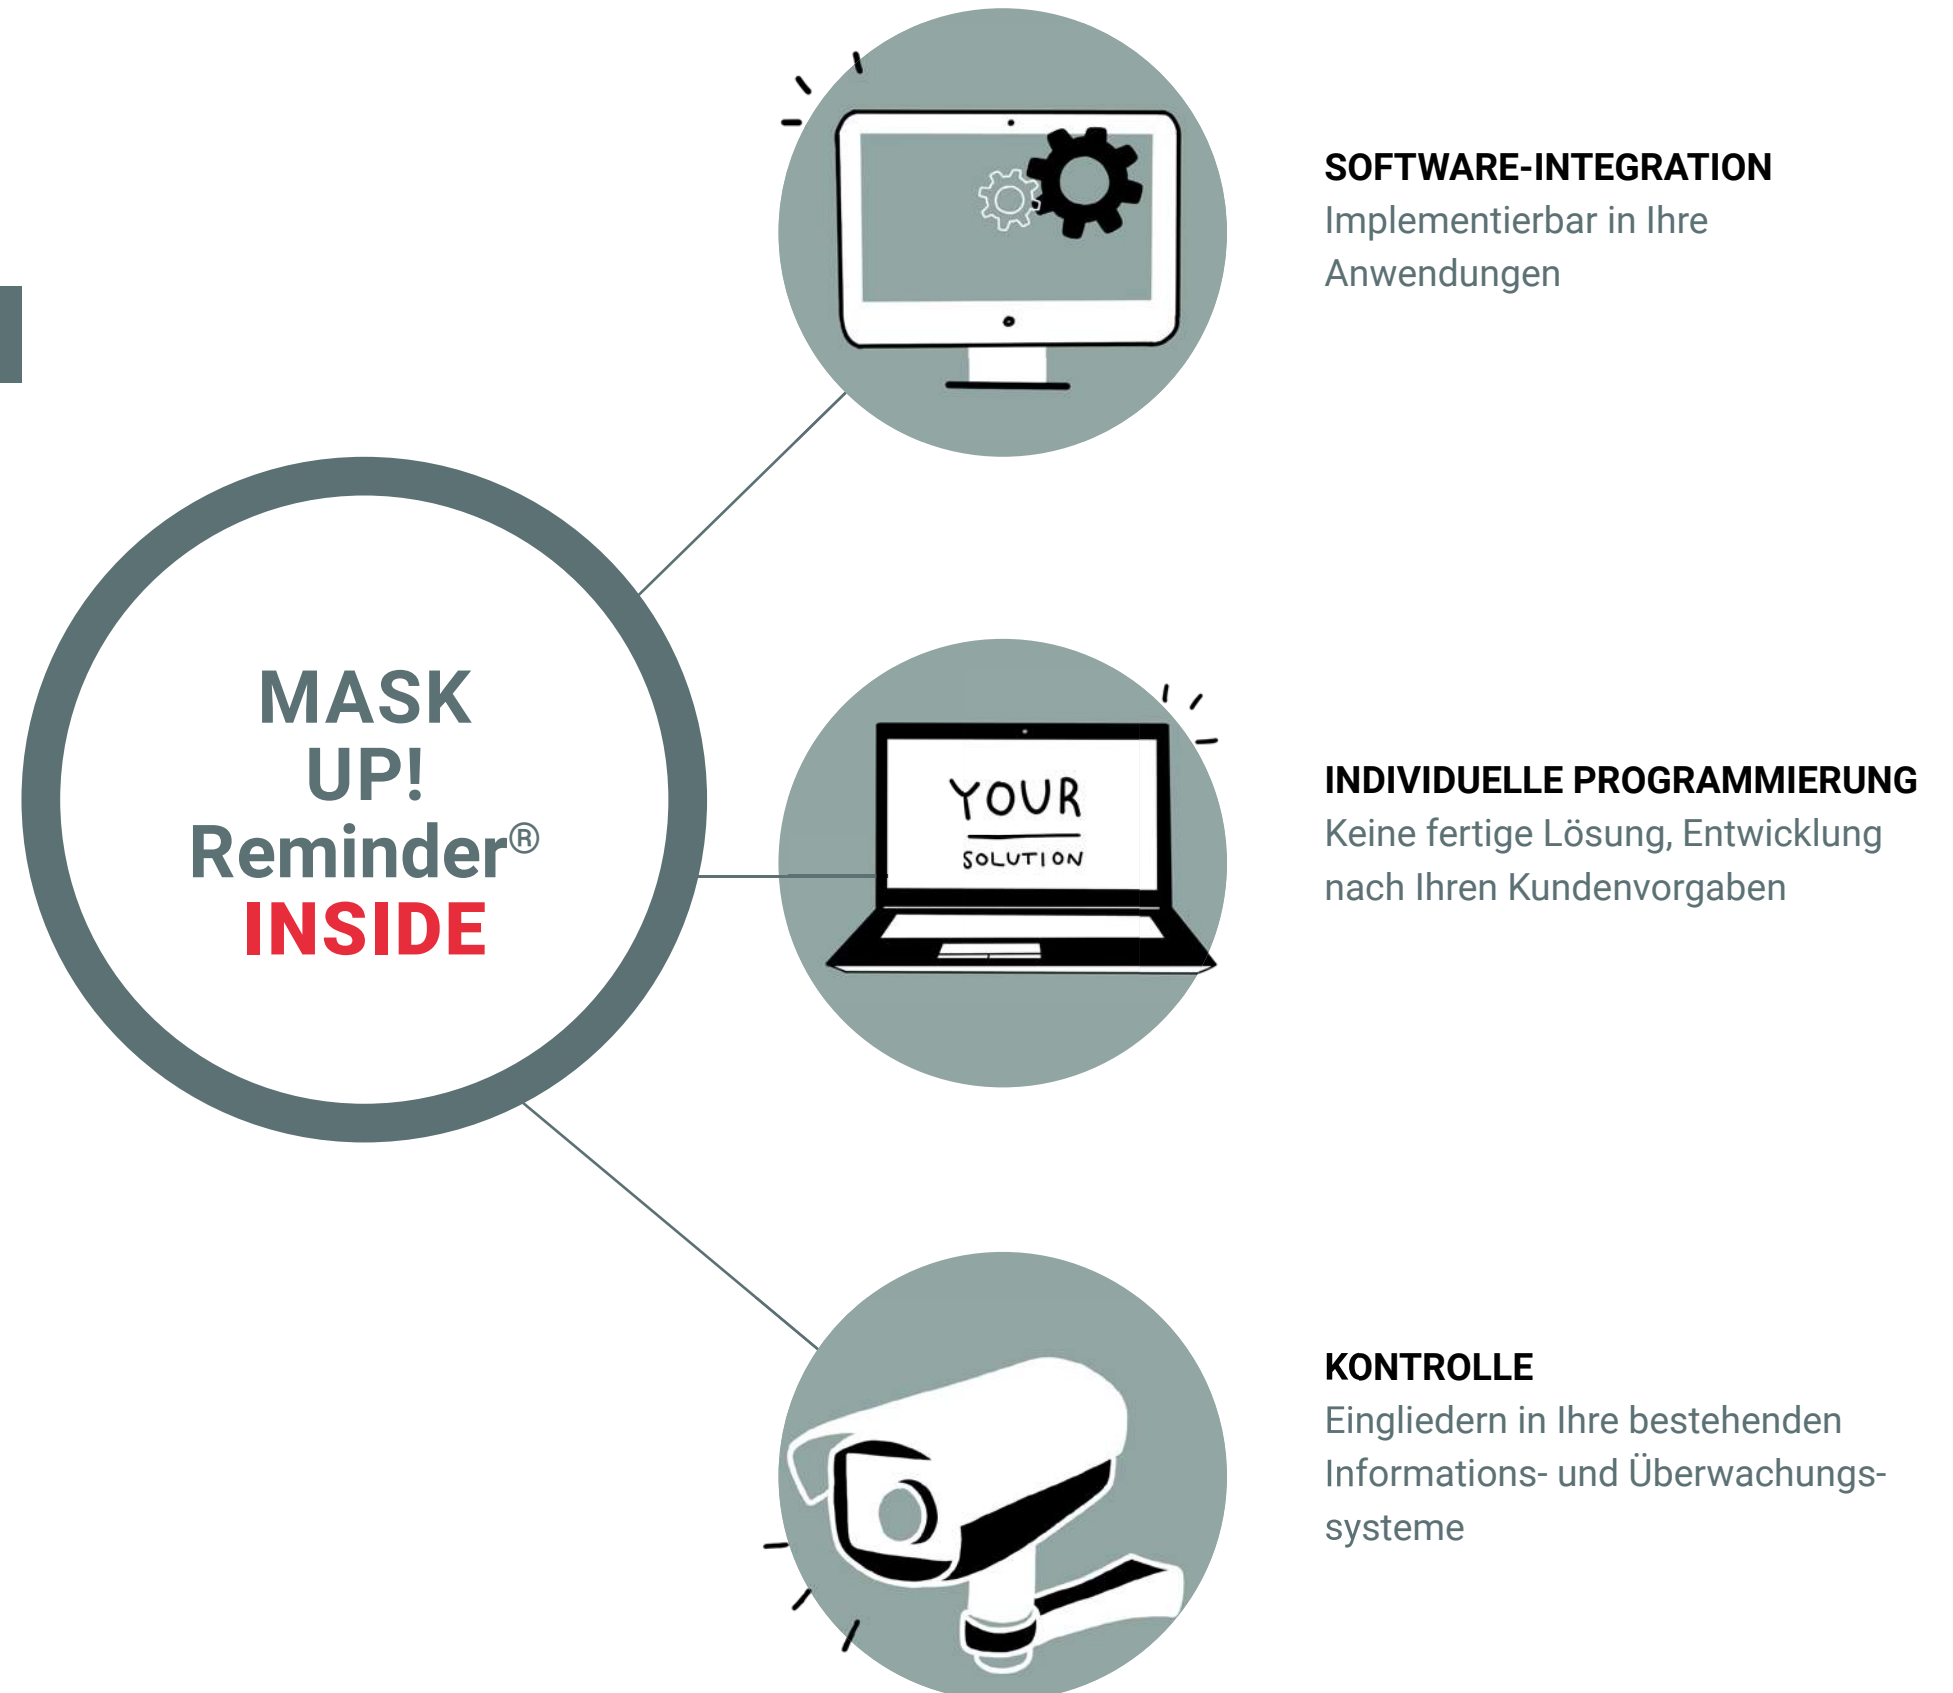 MASK
UP!
Reminder®
INSIDE
SOFTWARE-INTEGRATION
Implementierbar in Ihre
Anwendungen
YOUR
SOLUTION
INDIVIDUELLE PROGRAMMIERUNG
Keine fertige Lösung, Entwicklung
nach Ihren Kundenvorgaben
KONTROLLE
Eingliedern in Ihre bestehenden
Informations- und Überwachungs-
systeme